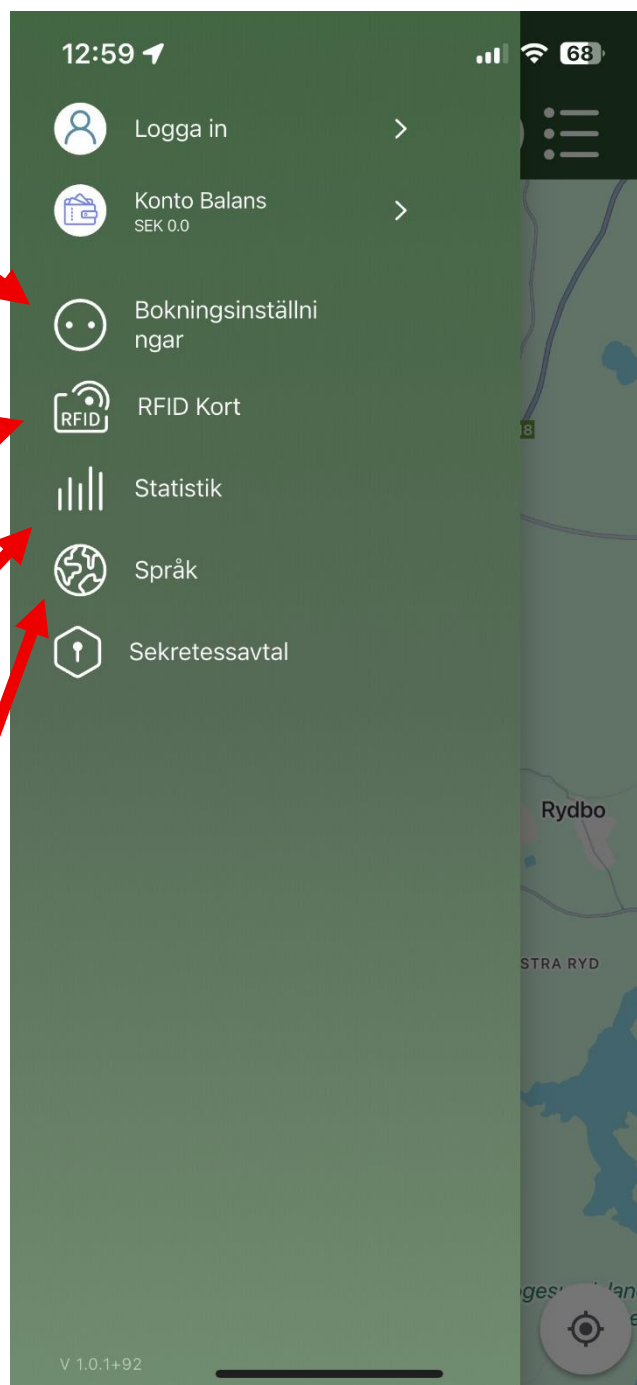 12:59
68
Logga in
Konto Balans
SEK 0.0
Bokningsinställni
ngar
RFID
RFID Kort
Statistik
Språk
Sekretessavtal
Rydbo
STRA RYD
V 1.0.1+92